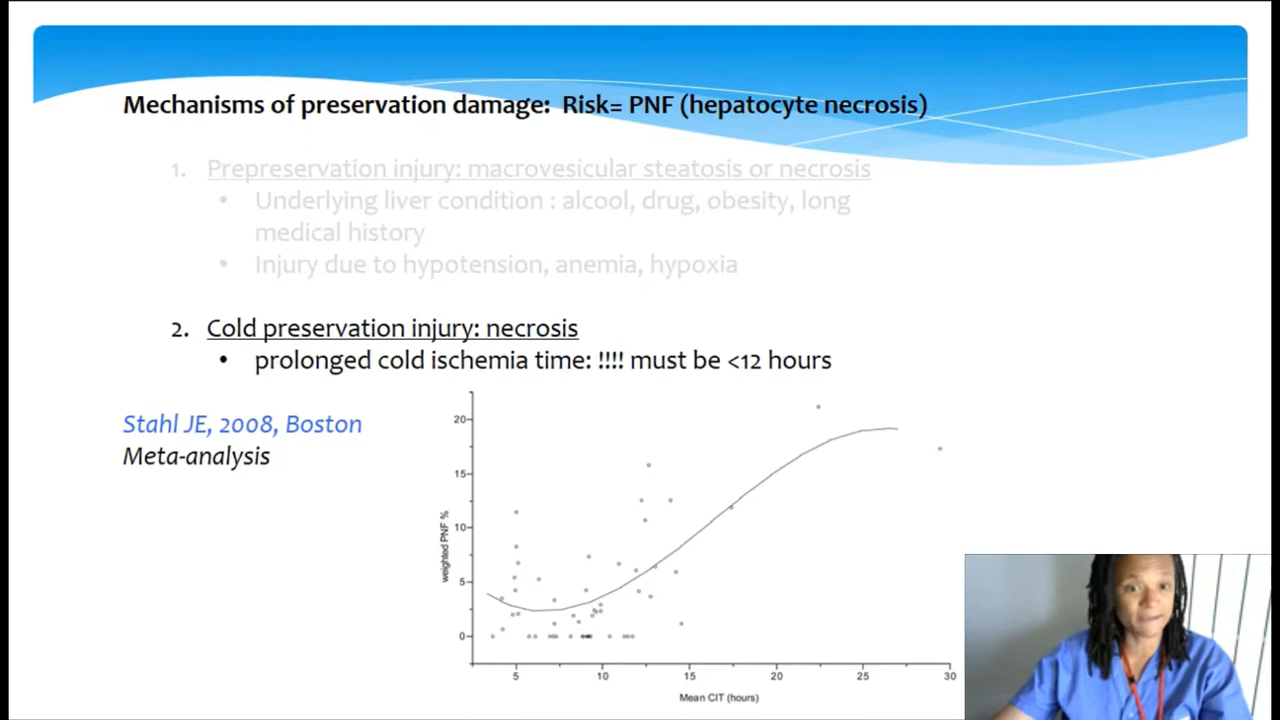 Mechanisms of preservation damage: Risk= PNF (hepatocyte necrosis)
1. Prepreservation injury: macrovesicular steatosis or necrosis
• Underlying liver condition : alcool, drug, obesity, long
medical history
• Injury due to hypotension, anemia, hypoxia
2. Cold preservation injury: necrosis
• prolonged cold ischemia time: !!!! must be <12 hours
Stahl JE, 2008, Boston
Meta-analysis
weighted PNF %
20
15
10
5
0
5 10 15 20 25 30
Mean CIT (hours)